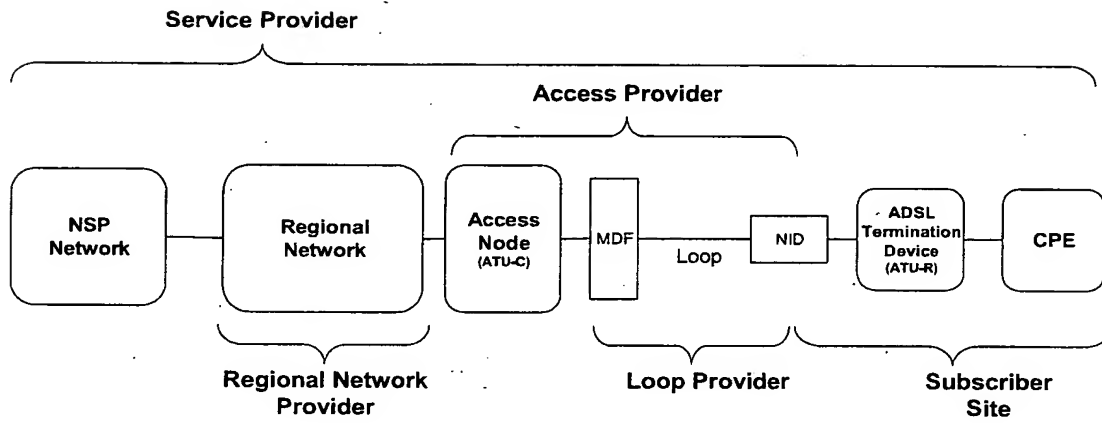 Service Provider
Access Provider
NSP
Network
Regional
Network
Access
Node
(ATU-C)
MDF
Loop
NID
ADSL
Termination
Device
(ATU-R)
CPE
Regional Network
Provider
Loop Provider
Subscriber
Site